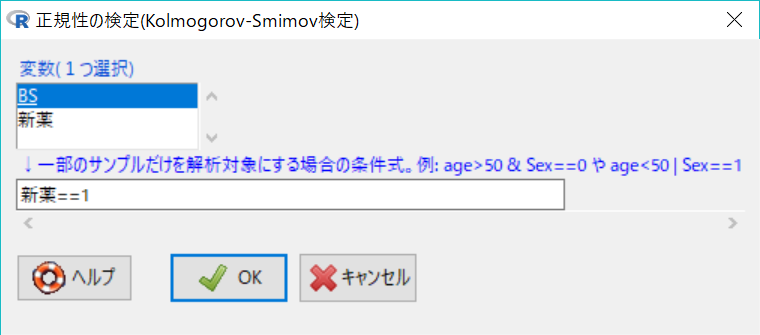 正規性の検定(Kolmogorov-Smimov検定)
変数(１つ選択)
BS
新薬
↓一部のサンプルだけを解析対象にする場合の条件式。例: age>50 & Sex==0 や age<50 | Sex==1
新薬==1
ヘルプ
OK
キャンセル